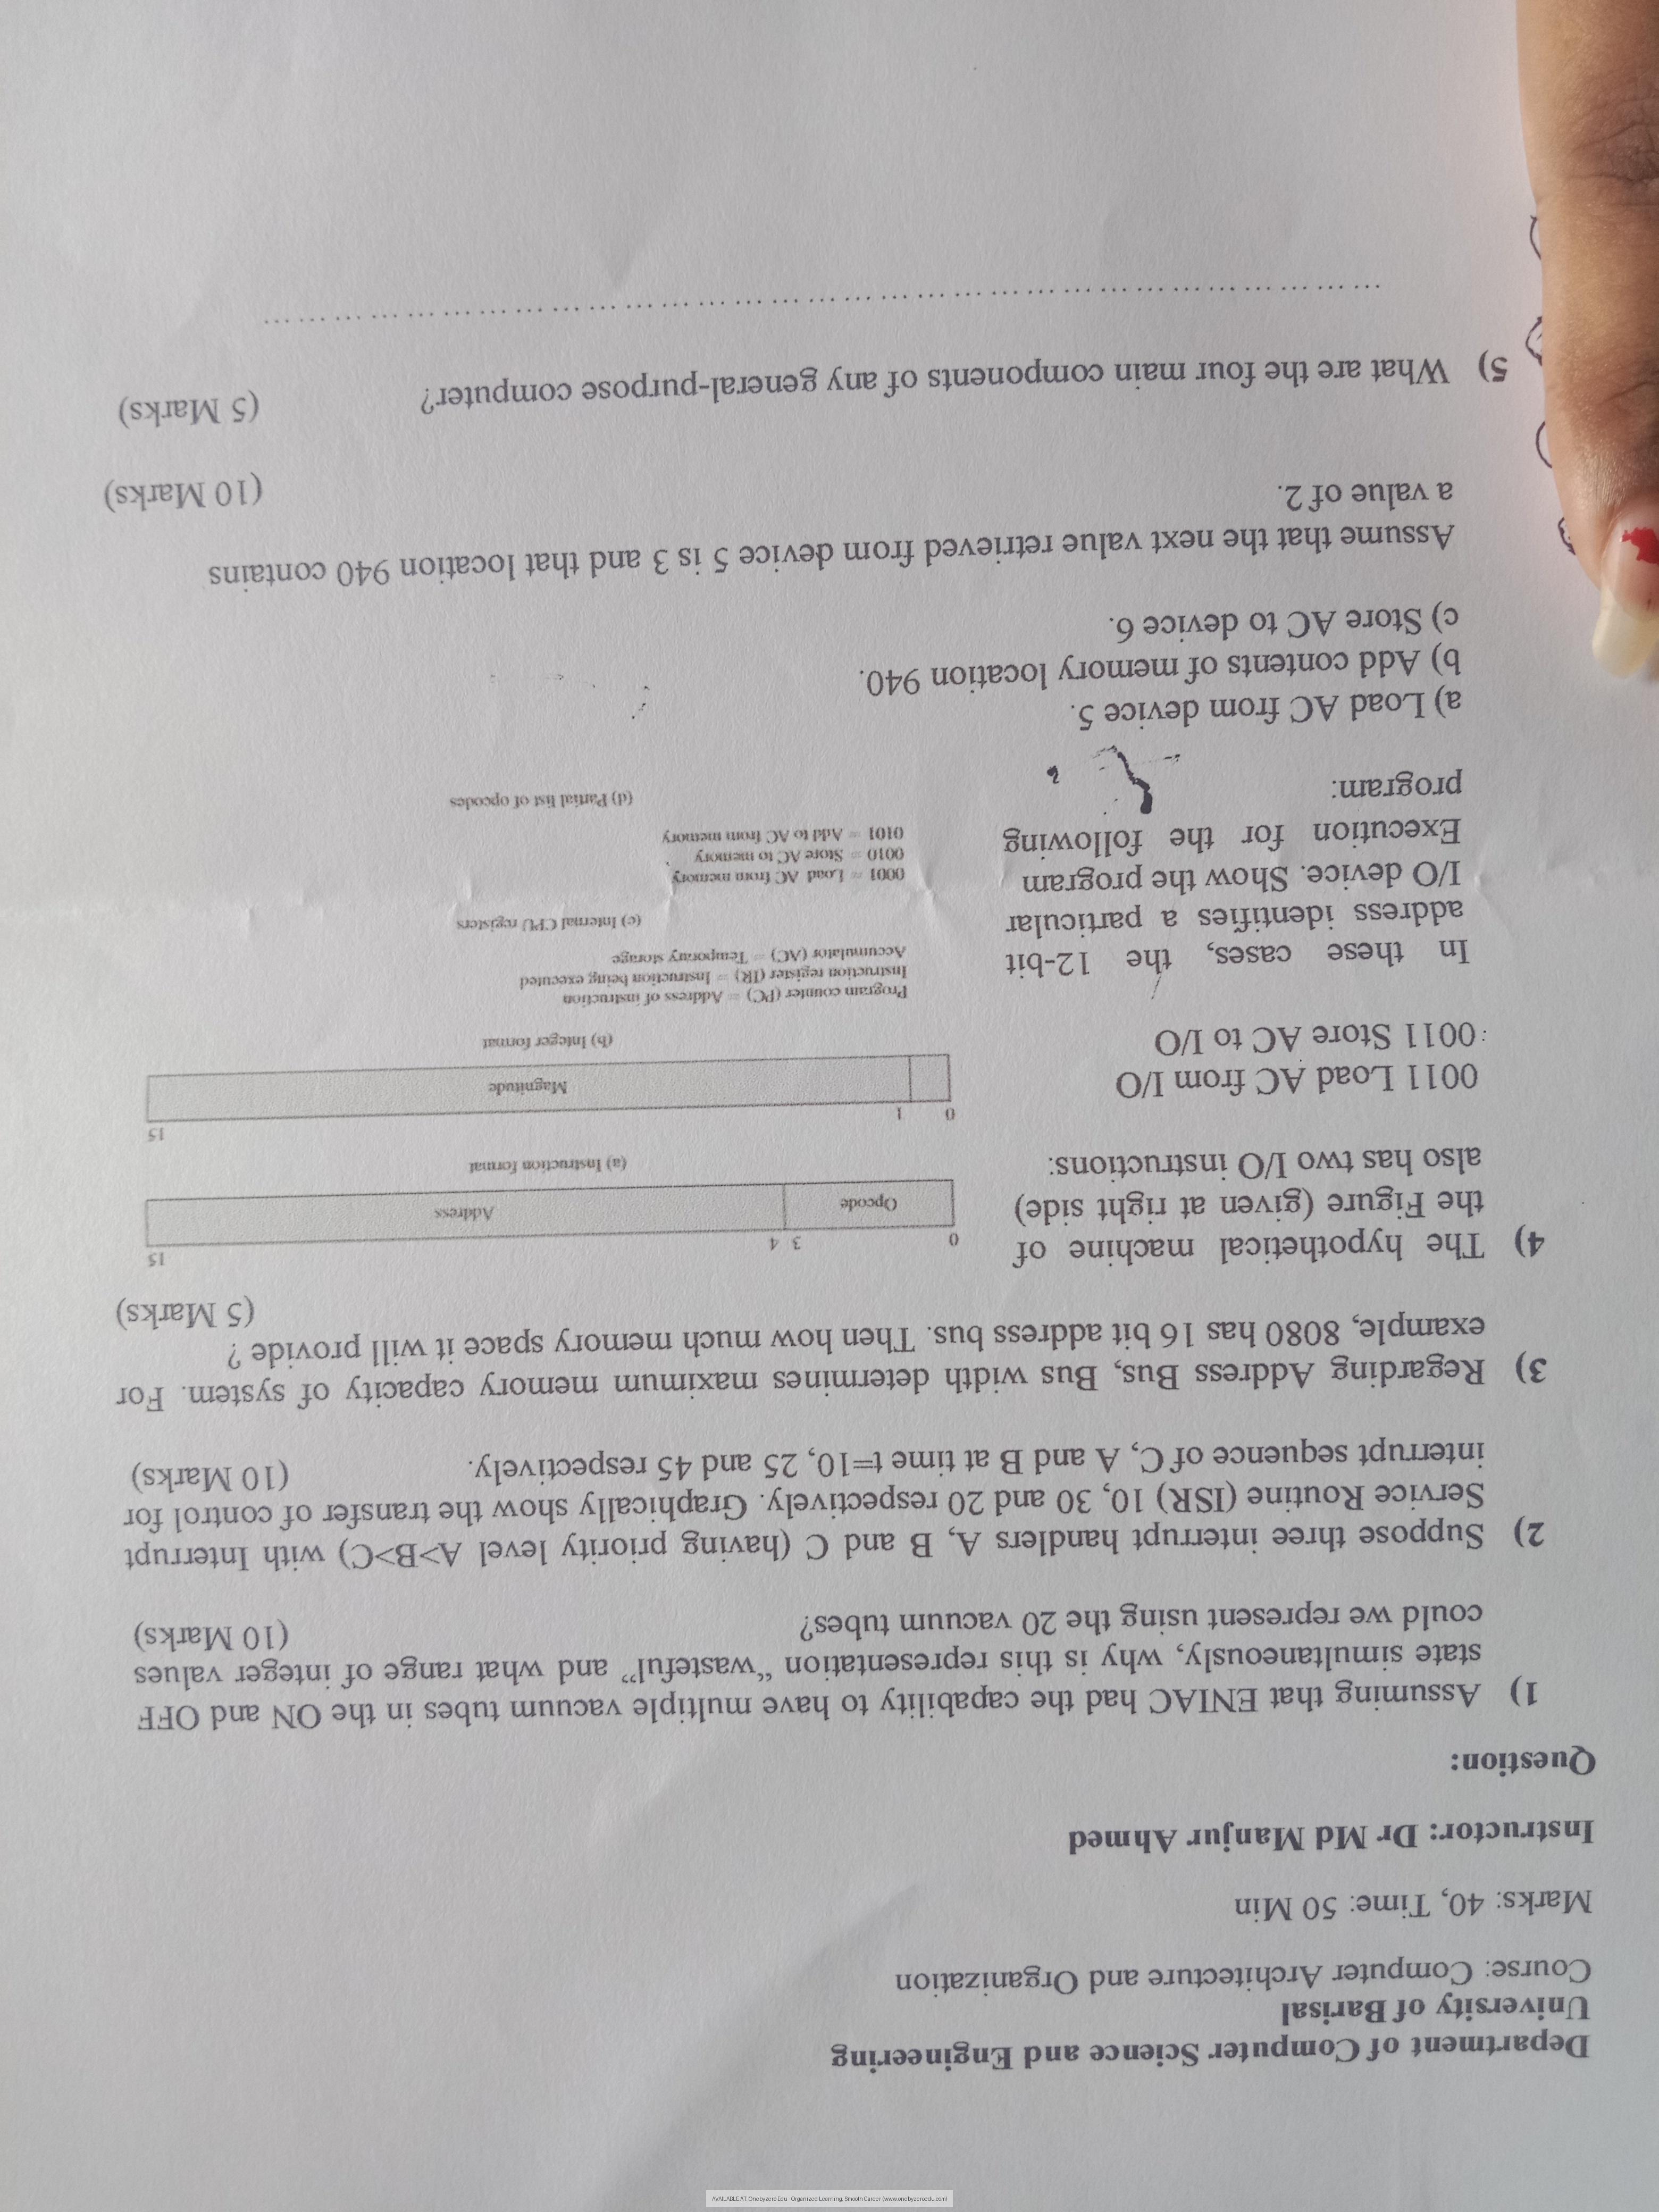 AVAILABLE AT: Onebyzero Edu - Organized Learning, Smooth Career (www.onebyzeroedu.com)
Department of Computer Science and Engineering
University of Barisal
Course: Computer Architecture and Organization
Marks: 40, Time: 50 Min
Instructor: Dr Md Manjur Ahmed
Question:
1) Assuming that ENIAC had the capability to have multiple vacuum tubes in the ON and OFF
state simultaneously, why is this representation “wasteful” and what range of integer values
could we represent using the 20 vacuum tubes? (10 Marks)
2) Suppose three interrupt handlers A, B and C (having priority level A>B>C) with Interrupt
Service Routine (ISR) 10, 30 and 20 respectively. Graphically show the transfer of control for
interrupt sequence of C, A and B at time t=10, 25 and 45 respectively. (10 Marks)
3) Regarding Address Bus, Bus width determines maximum memory capacity of system. For
example, 8080 has 16 bit address bus. Then how much memory space it will provide ?
(5 Marks)
4) The hypothetical machine of
the Figure (given at right side)
also has two I/O instructions:
0011 Load AC from I/O
0011 Store AC to I/O
In these cases, the 12-bit
address identifies a particular
I/O device. Show the program
Execution for the following
program:
0 3 4 15
Opcode Address
(a) Instruction format
0 1 15
Magnitude
(b) Integer format
Program counter (PC) = Address of instruction
Instruction register (IR) = Instruction being executed
Accumulator (AC) = Temporary storage
(c) Internal CPU registers
0001 = Load AC from memory
0010 = Store AC to memory
0101 = Add to AC from memory
(d) Partial list of opcodes
a) Load AC from device 5.
b) Add contents of memory location 940.
c) Store AC to device 6.
Assume that the next value retrieved from device 5 is 3 and that location 940 contains
a value of 2.
(10 Marks)
5) What are the four main components of any general-purpose computer? (5 Marks)